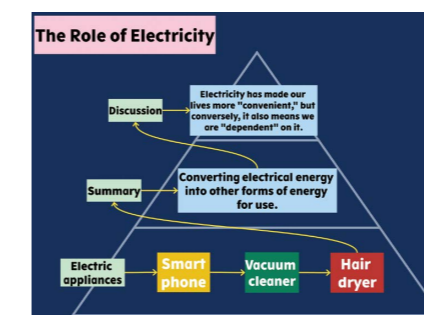 The Role of Electricity
Electricity has made our
lives more "convenient," but
conversely, it also means we
are "dependent" on it.
Discussion
Converting electrical energy
into other forms of energy
for use.
Summary
Electric
appliances
Smart
phone
Vacuum
cleaner
Hair
dryer